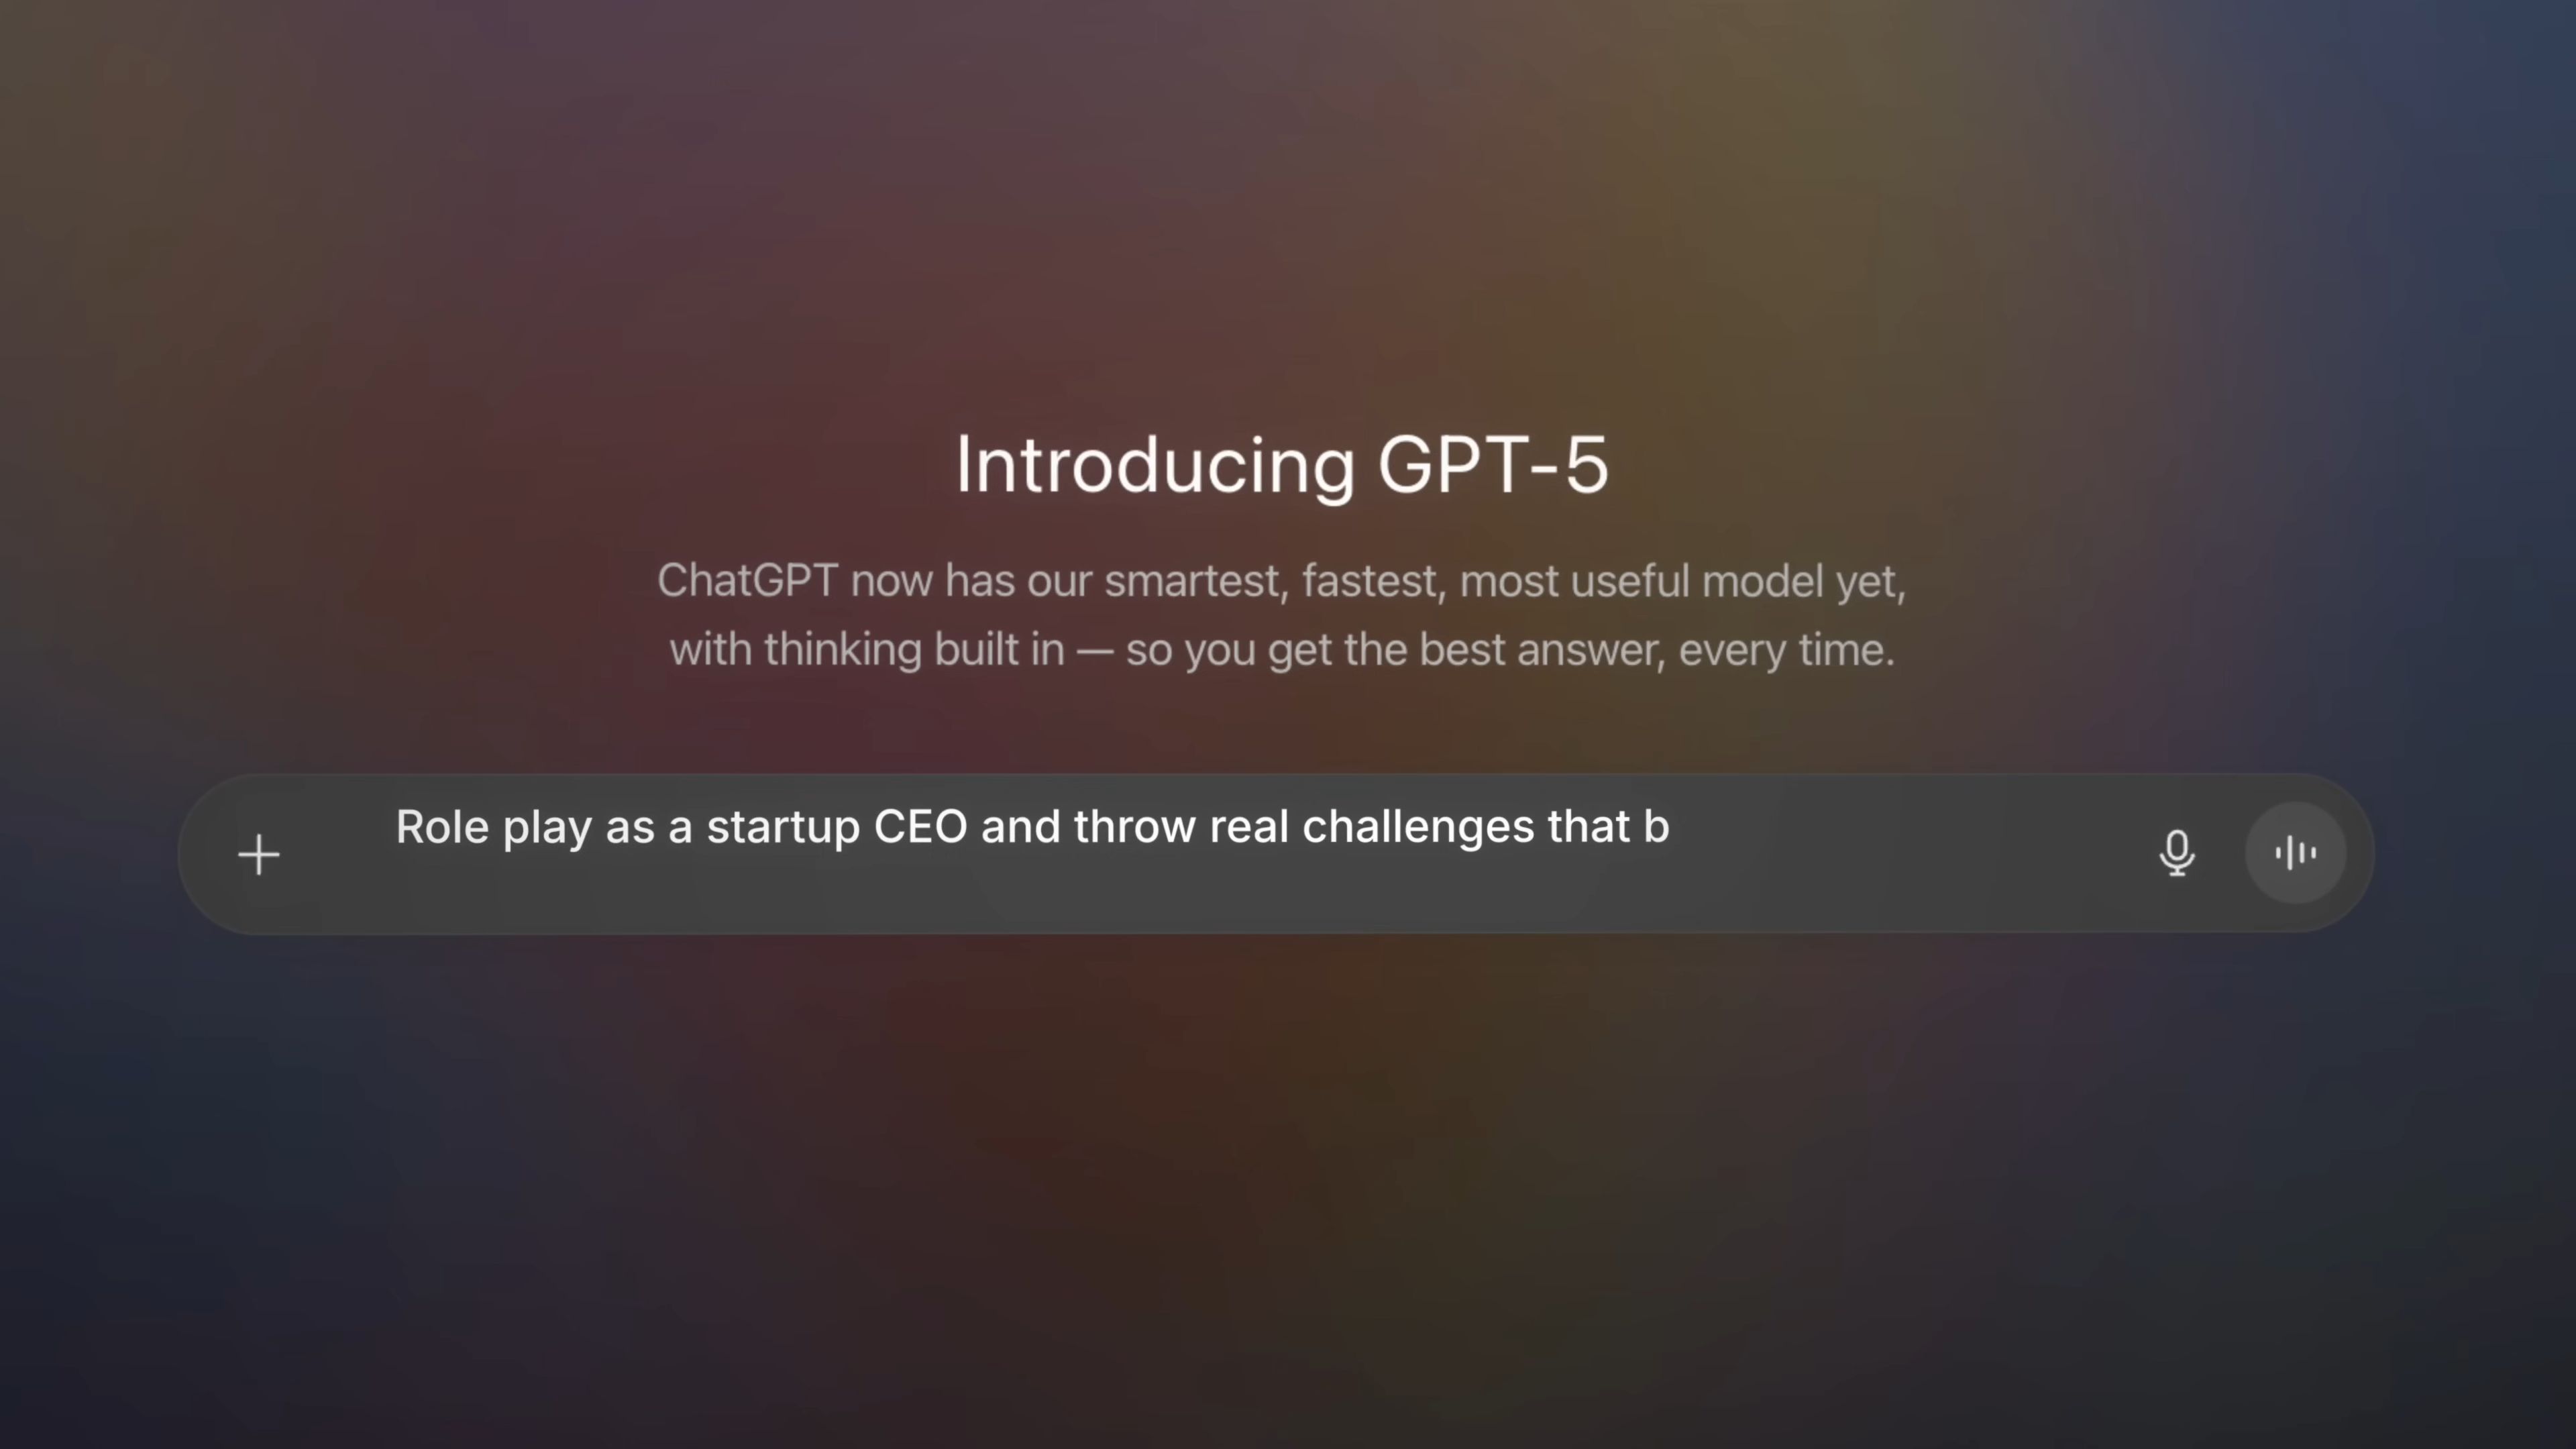 Introducing GPT-5
ChatGPT now has our smartest, fastest, most useful model yet,
with thinking built in — so you get the best answer, every time.
Role play as a startup CEO and throw real challenges that b